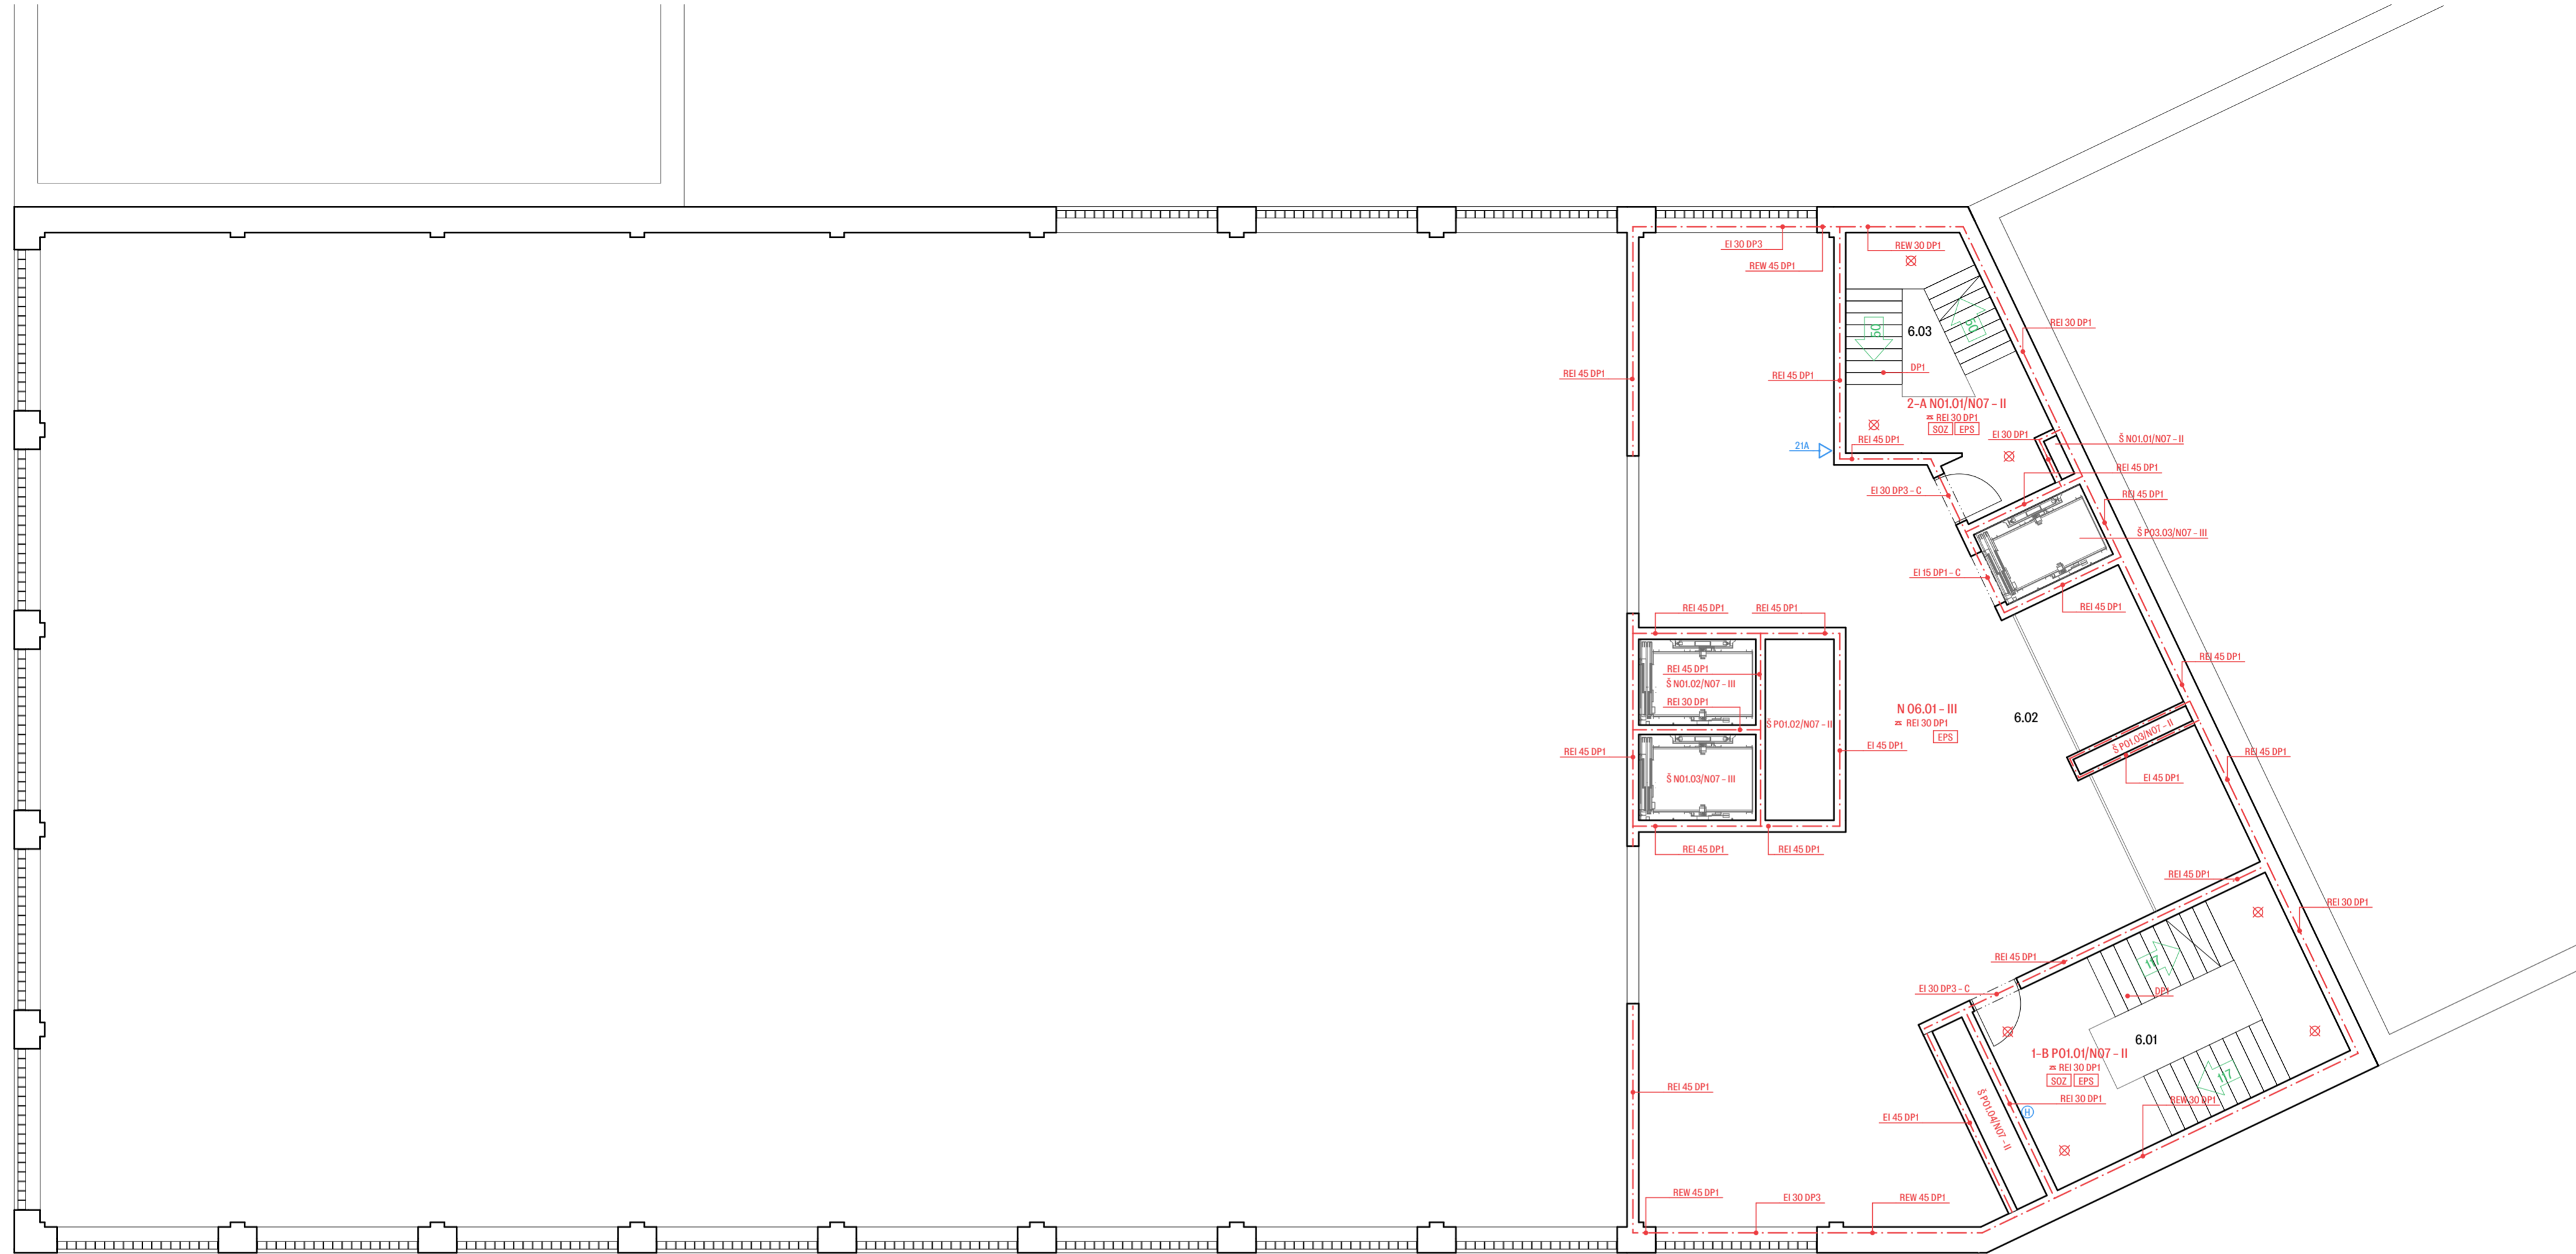 EI 30 DP3
REW 30 DP1
REW 45 DP1
6.03
REI 30 DP1
50
50
REI 45 DP1
REI 45 DP1
DP1
2-A N01.01/N07 - II
REI 30 DP1
SOZ EPS
EI 30 DP1
Š N01.01/N07 - II
21A
REI 45 DP1
REI 45 DP1
EI 30 DP3 - C
REI 45 DP1
Š P03.03/N07 - III
EI 15 DP1 - C
REI 45 DP1
REI 45 DP1
REI 45 DP1
REI 45 DP1
REI 45 DP1
Š N01.02/N07 - III
REI 30 DP1
Š P01.02/N07 - II
N 06.01 - III
REI 30 DP1
EPS
6.02
Š P01.03/N07 - II
REI 45 DP1
EI 45 DP1
REI 45 DP1
Š N01.03/N07 - III
EI 45 DP1
REI 45 DP1
REI 45 DP1
REI 45 DP1
REI 30 DP1
REI 45 DP1
117
EI 30 DP3 - C
DP1
6.01
1-B P01.01/N07 - II
REI 30 DP1
SOZ EPS
117
REI 45 DP1
REI 30 DP1
REW 30 DP1
H
EI 45 DP1
Š P01.04/N07 - II
REW 45 DP1
EI 30 DP3
REW 45 DP1